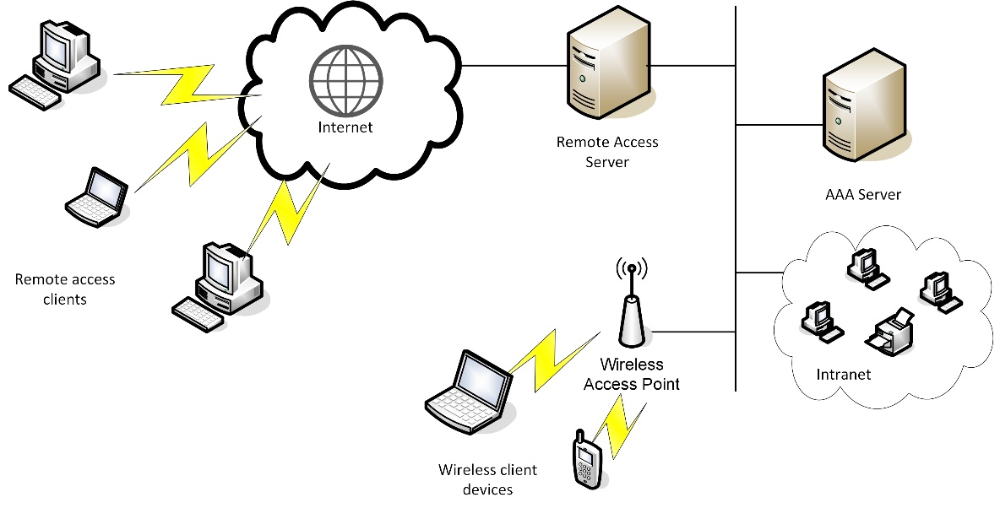 Internet
Remote Access
Server
AAA Server
Remote access
clients
Wireless
Access Point
Intranet
Wireless client
devices